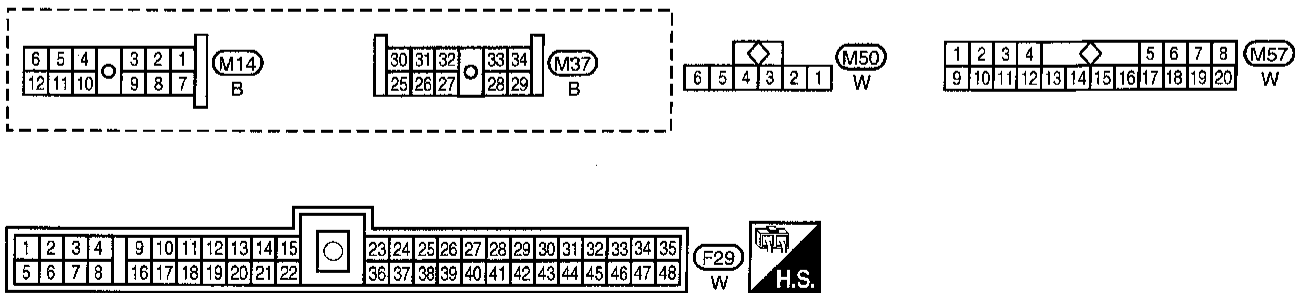 6 5 4 3 2 1
12 11 10 9 8 7
M14
B
30 31 32 33 34
25 26 27 28 29
M37
B
6 5 4 3 2 1
M50
W
1 2 3 4 5 6 7 8
9 10 11 12 13 14 15 16 17 18 19 20
M57
W
1 2 3 4 9 10 11 12 13 14 15 23 24 25 26 27 28 29 30 31 32 33 34 35
5 6 7 8 16 17 18 19 20 21 22 36 37 38 39 40 41 42 43 44 45 46 47 48
F29
W
H.S.